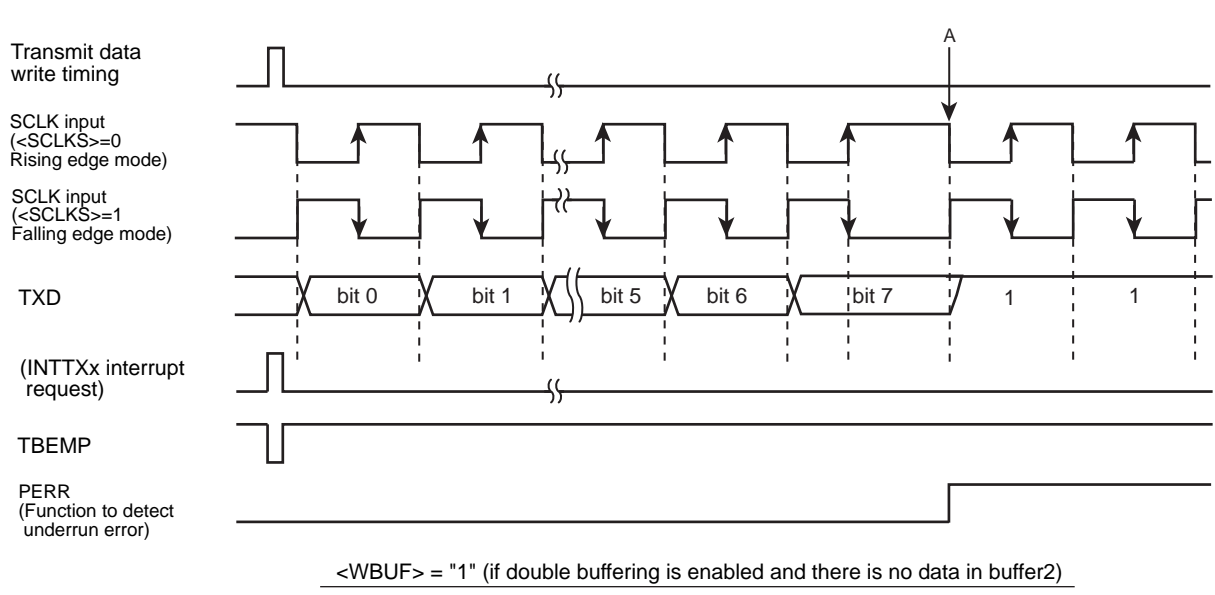 A
Transmit data
write timing
SCLK input
(<SCLKS>=0
Rising edge mode)
SCLK input
(<SCLKS>=1
Falling edge mode)
TXD
bit 0
bit 1
bit 5
bit 6
bit 7
1
1
(INTTXx interrupt
request)
TBEMP
PERR
(Function to detect
underrun error)
<WBUF> = "1" (if double buffering is enabled and there is no data in buffer2)